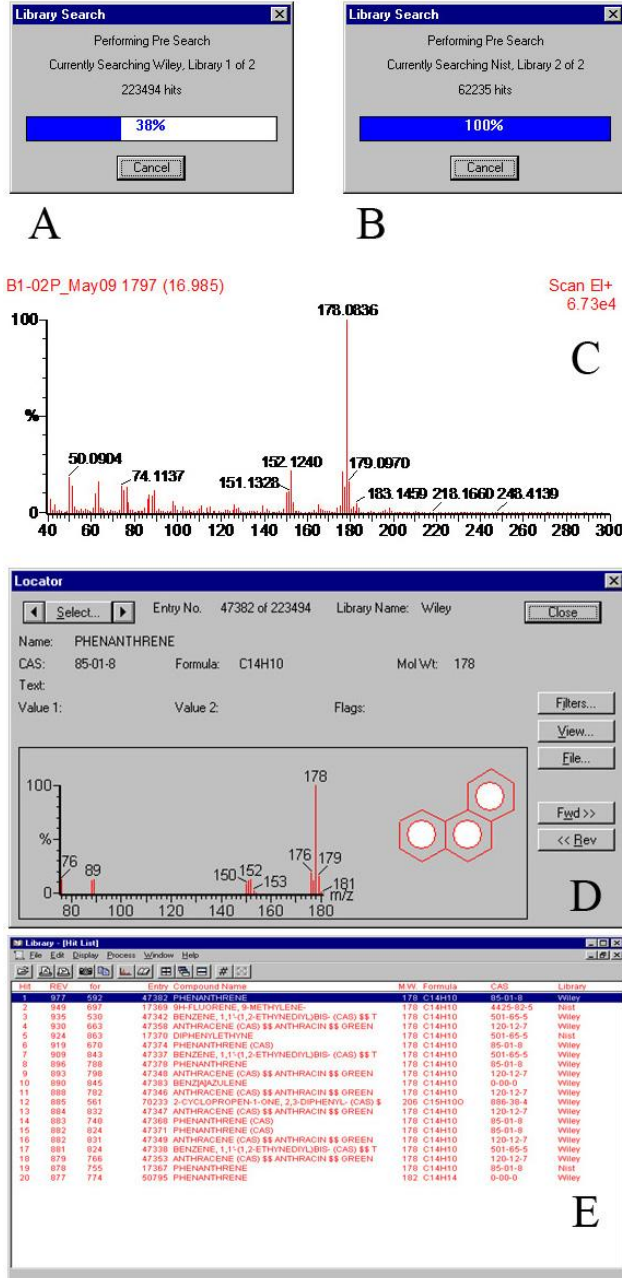 Library Search
Performing Pre Search
Currently Searching Wiley, Library 1 of 2
223494 hits
38%
Cancel
A
Library Search
Performing Pre Search
Currently Searching Nist, Library 2 of 2
62235 hits
100%
Cancel
B
B1-02P_May09 1797 (16.985)
Scan EI+
6.73e4
C
100
%
0
178.0836
50.0904
74.1137
151.1328
152.1240
179.0970
183.1459
218.1660
248.4139
40 60 80 100 120 140 160 180 200 220 240 260 280 300
Locator
Select...
Entry No. 47382 of 223494
Library Name: Wiley
Close
Name: PHENANTHRENE
CAS: 85-01-8 Formula: C14H10 Mol Wt: 178
Text:
Value 1: Value 2: Flags:
Filters...
View...
File...
Fwd >>
<< Rev
100
%
0
76
89
150
152
153
176
178
179
181
80 100 120 140 160 180 m/z
D
Library - [Hit List]
File Edit Display Process Window Help
Hit REV for Entry Compound Name M.W. Formula CAS Library
1 977 592 47382 PHENANTHRENE 178 C14H10 85-01-8 Wiley
2 949 697 17369 9H-FLUORENE, 9-METHYLENE- 178 C14H10 4425-82-5 Nist
3 935 530 47342 BENZENE, 1,1'-(1,2-ETHYNEDIYL)BIS- (CAS) $$ T 178 C14H10 501-65-5 Wiley
4 930 663 47358 ANTHRACENE (CAS) $$ ANTHRACIN $$ GREEN 178 C14H10 120-12-7 Wiley
5 924 863 17370 DIPHENYLETHYNE 178 C14H10 501-65-5 Nist
6 919 670 47374 PHENANTHRENE (CAS) 178 C14H10 85-01-8 Wiley
7 909 843 47337 BENZENE, 1,1'-(1,2-ETHYNEDIYL)BIS- (CAS) $$ T 178 C14H10 501-65-5 Wiley
8 896 788 47379 PHENANTHRENE 178 C14H10 85-01-8 Wiley
9 893 798 47348 ANTHRACENE (CAS) $$ ANTHRACIN $$ GREEN 178 C14H10 120-12-7 Wiley
10 890 845 47383 BENZ[A]AZULENE 178 C14H10 0-00-0 Wiley
11 888 782 47346 ANTHRACENE (CAS) $$ ANTHRACIN $$ GREEN 178 C14H10 120-12-7 Wiley
12 885 561 70233 2-CYCLOPROPEN-1-ONE, 2,3-DIPHENYL- (CAS) $ 206 C15H10O 886-38-4 Wiley
13 884 832 47347 ANTHRACENE (CAS) $$ ANTHRACIN $$ GREEN 178 C14H10 120-12-7 Wiley
14 883 740 47368 PHENANTHRENE (CAS) 178 C14H10 85-01-8 Wiley
15 882 824 47371 PHENANTHRENE (CAS) 178 C14H10 85-01-8 Wiley
16 882 831 47349 ANTHRACENE (CAS) $$ ANTHRACIN $$ GREEN 178 C14H10 120-12-7 Wiley
17 881 824 47338 BENZENE, 1,1'-(1,2-ETHYNEDIYL)BIS- (CAS) $$ T 178 C14H10 501-65-5 Wiley
18 879 766 47353 ANTHRACENE (CAS) $$ ANTHRACIN $$ GREEN 178 C14H10 120-12-7 Wiley
19 878 755 17367 PHENANTHRENE 178 C14H10 85-01-8 Nist
20 877 774 50795 PHENANTHRENE 182 C14H14 0-00-0 Wiley
E